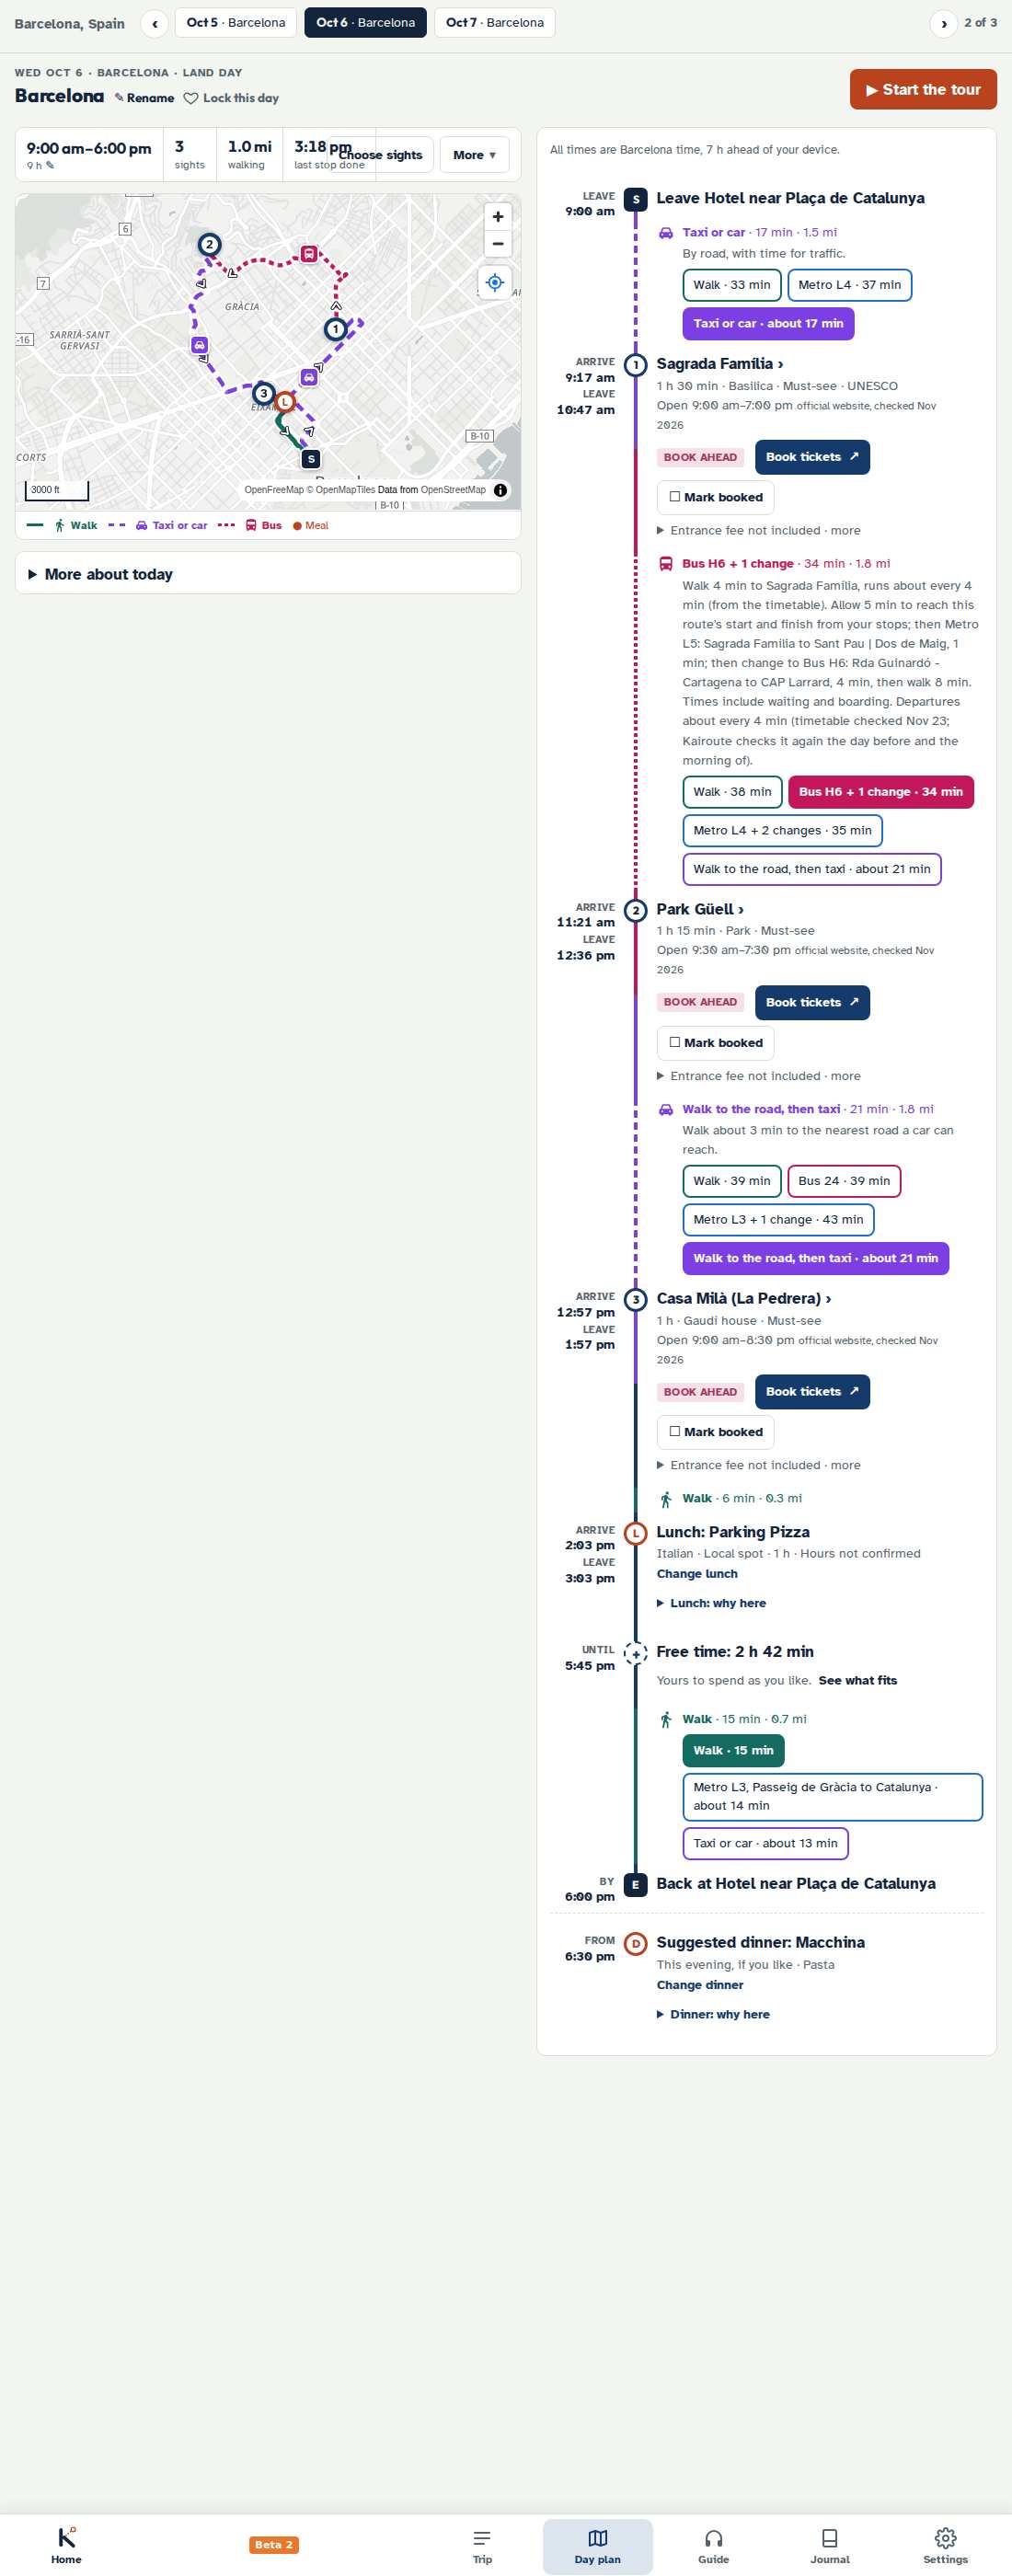 Barcelona, Spain
‹
Oct 5 · Barcelona
Oct 6 · Barcelona
Oct 7 · Barcelona
›
2 of 3
WED OCT 6 · BARCELONA · LAND DAY
Barcelona
✎ Rename
Lock this day
▶ Start the tour
9:00 am–6:00 pm
9 h ✎
3
sights
1.0 mi
walking
3:18 pm
last stop done
Choose sights
More ▾
6
7
-16
2
1
GRÀCIA
SARRIÀ-SANT
GERVASI
3
L
S
CORTS
B-10
B-10
+
−
3000 ft
OpenFreeMap © OpenMapTiles Data from OpenStreetMap
Walk
Taxi or car
Bus
Meal
▶ More about today
All times are Barcelona time, 7 h ahead of your device.
LEAVE
9:00 am
S
Leave Hotel near Plaça de Catalunya
Taxi or car · 17 min · 1.5 mi
By road, with time for traffic.
Walk · 33 min
Metro L4 · 37 min
Taxi or car · about 17 min
ARRIVE
9:17 am
LEAVE
10:47 am
1
Sagrada Família ›
1 h 30 min · Basilica · Must-see · UNESCO
Open 9:00 am–7:00 pm official website, checked Nov
2026
BOOK AHEAD
Book tickets ↗
☐ Mark booked
▶ Entrance fee not included · more
Bus H6 + 1 change · 34 min · 1.8 mi
Walk 4 min to Sagrada Família, runs about every 4
min (from the timetable). Allow 5 min to reach this
route's start and finish from your stops; then Metro
L5: Sagrada Família to Sant Pau | Dos de Maig, 1
min; then change to Bus H6: Rda Guinardó -
Cartagena to CAP Larrard, 4 min, then walk 8 min.
Times include waiting and boarding. Departures
about every 4 min (timetable checked Nov 23;
Kairoute checks it again the day before and the
morning of).
Walk · 38 min
Bus H6 + 1 change · 34 min
Metro L4 + 2 changes · 35 min
Walk to the road, then taxi · about 21 min
ARRIVE
11:21 am
LEAVE
12:36 pm
2
Park Güell ›
1 h 15 min · Park · Must-see
Open 9:30 am–7:30 pm official website, checked Nov
2026
BOOK AHEAD
Book tickets ↗
☐ Mark booked
▶ Entrance fee not included · more
Walk to the road, then taxi · 21 min · 1.8 mi
Walk about 3 min to the nearest road a car can
reach.
Walk · 39 min
Bus 24 · 39 min
Metro L3 + 1 change · 43 min
Walk to the road, then taxi · about 21 min
ARRIVE
12:57 pm
LEAVE
1:57 pm
3
Casa Milà (La Pedrera) ›
1 h · Gaudí house · Must-see
Open 9:00 am–8:30 pm official website, checked Nov
2026
BOOK AHEAD
Book tickets ↗
☐ Mark booked
▶ Entrance fee not included · more
Walk · 6 min · 0.3 mi
ARRIVE
2:03 pm
LEAVE
3:03 pm
L
Lunch: Parking Pizza
Italian · Local spot · 1 h · Hours not confirmed
Change lunch
▶ Lunch: why here
UNTIL
5:45 pm
+
Free time: 2 h 42 min
Yours to spend as you like. See what fits
Walk · 15 min · 0.7 mi
Walk · 15 min
Metro L3, Passeig de Gràcia to Catalunya ·
about 14 min
Taxi or car · about 13 min
BY
6:00 pm
E
Back at Hotel near Plaça de Catalunya
FROM
6:30 pm
D
Suggested dinner: Macchina
This evening, if you like · Pasta
Change dinner
▶ Dinner: why here
Home
Beta 2
Trip
Day plan
Guide
Journal
Settings